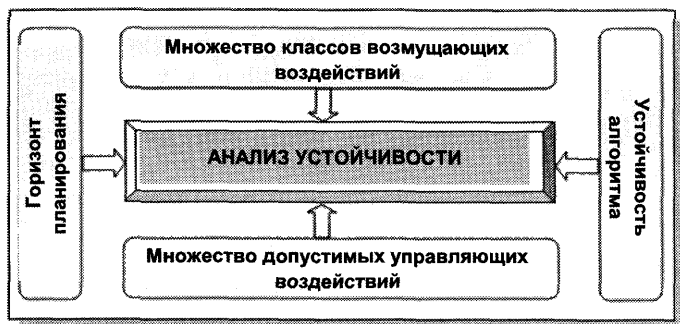 Множество классов возмущающих
воздействий
Горизонт
планирования
АНАЛИЗ УСТОЙЧИВОСТИ
Устойчивость
алгоритма
Множество допустимых управляющих
воздействий